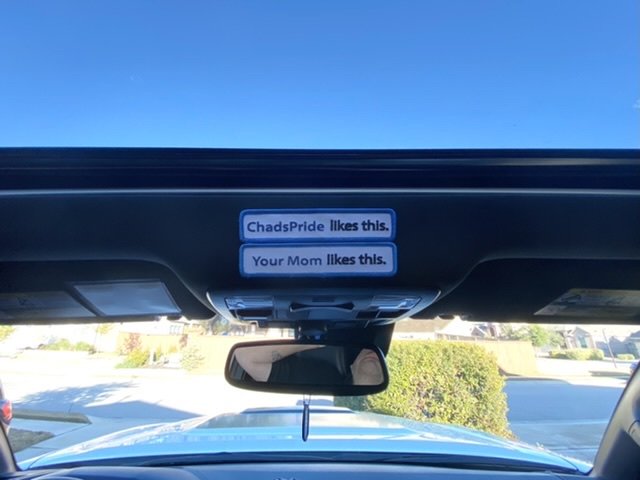 ChadsPride likes this.
Your Mom likes this.